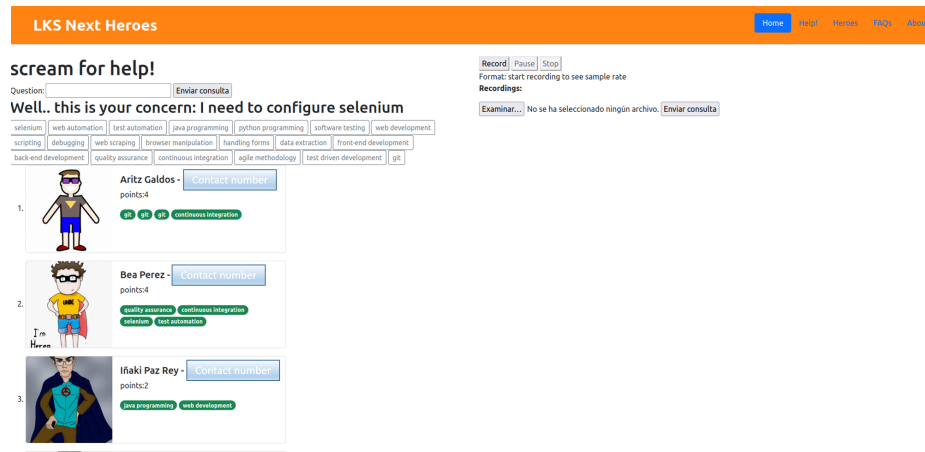 LKS Next Heroes
Home Help! Heroes FAQs Abou
scream for help!
Question: Enviar consulta
Well.. this is your concern: I need to configure selenium
selenium web automation test automation java programming python programming software testing web development
scripting debugging web scraping browser manipulation handling forms data extraction front-end development
back-end development quality assurance continuous integration agile methodology test driven development git
1.
Aritz Galdos - Contact number
points:4
git git git continuous integration
2.
I'm
Heroe
UNIX
Bea Perez - Contact number
points:4
quality assurance continuous integration
selenium test automation
3.
Iñaki Paz Rey - Contact number
points:2
java programming web development
Record Pause Stop
Format: start recording to see sample rate
Recordings:
Examinar... No se ha seleccionado ningún archivo. Enviar consulta